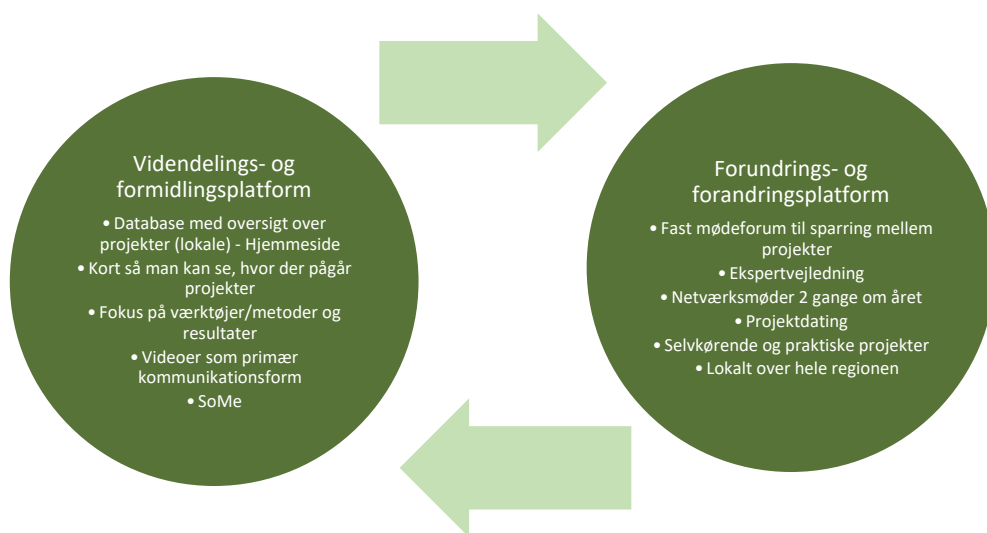 Videndelings- og
formidlingsplatform
• Database med oversigt over
projekter (lokale) - Hjemmeside
• Kort så man kan se, hvor der pågår
projekter
• Fokus på værktøjer/metoder og
resultater
• Videoer som primær
kommunikationsform
• SoMe
Forundrings- og
forandringsplatform
• Fast mødeforum til sparring mellem
projekter
• Ekspertvejledning
• Netværksmøder 2 gange om året
• Projektdating
• Selvkørende og praktiske projekter
• Lokalt over hele regionen